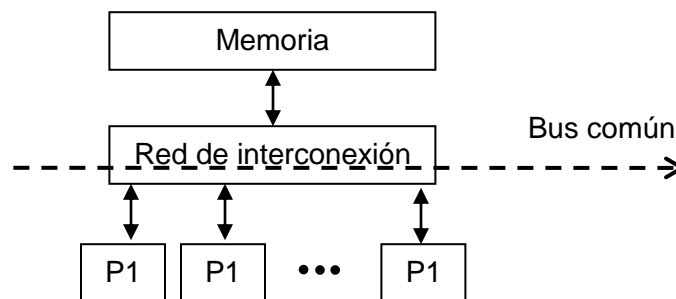 Memoria
Bus común
Red de interconexión
P1 P1 ••• P1